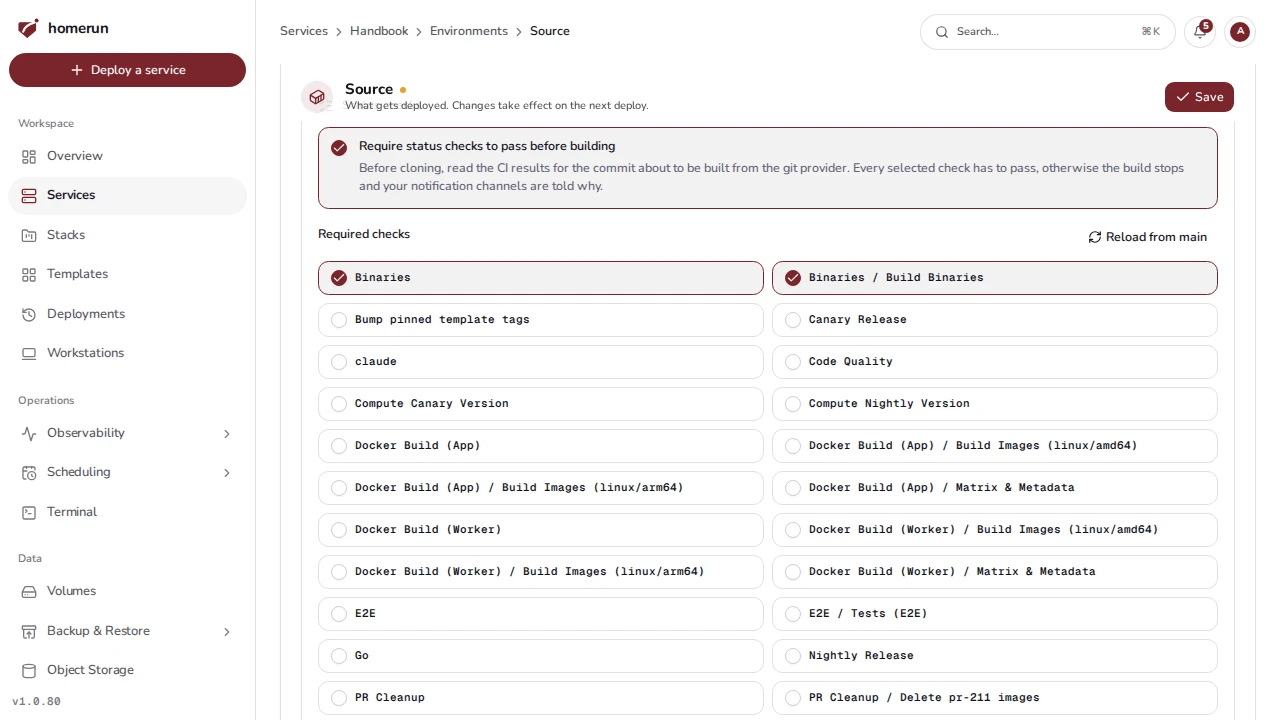 homerun
Deploy a service
Workspace
Overview
Services
Stacks
Templates
Deployments
Workstations
Operations
Observability
Scheduling
Terminal
Data
Volumes
Backup & Restore
Object Storage
v1.0.80
Services > Handbook > Environments > Source
Search... ⌘K
5
A
Source
What gets deployed. Changes take effect on the next deploy.
Save
Require status checks to pass before building
Before cloning, read the CI results for the commit about to be built from the git provider. Every selected check has to pass, otherwise the build stops
and your notification channels are told why.
Required checks
Reload from main
Binaries
Binaries / Build Binaries
Bump pinned template tags
Canary Release
claude
Code Quality
Compute Canary Version
Compute Nightly Version
Docker Build (App)
Docker Build (App) / Build Images (linux/amd64)
Docker Build (App) / Build Images (linux/arm64)
Docker Build (App) / Matrix & Metadata
Docker Build (Worker)
Docker Build (Worker) / Build Images (linux/amd64)
Docker Build (Worker) / Build Images (linux/arm64)
Docker Build (Worker) / Matrix & Metadata
E2E
E2E / Tests (E2E)
Go
Nightly Release
PR Cleanup
PR Cleanup / Delete pr-211 images